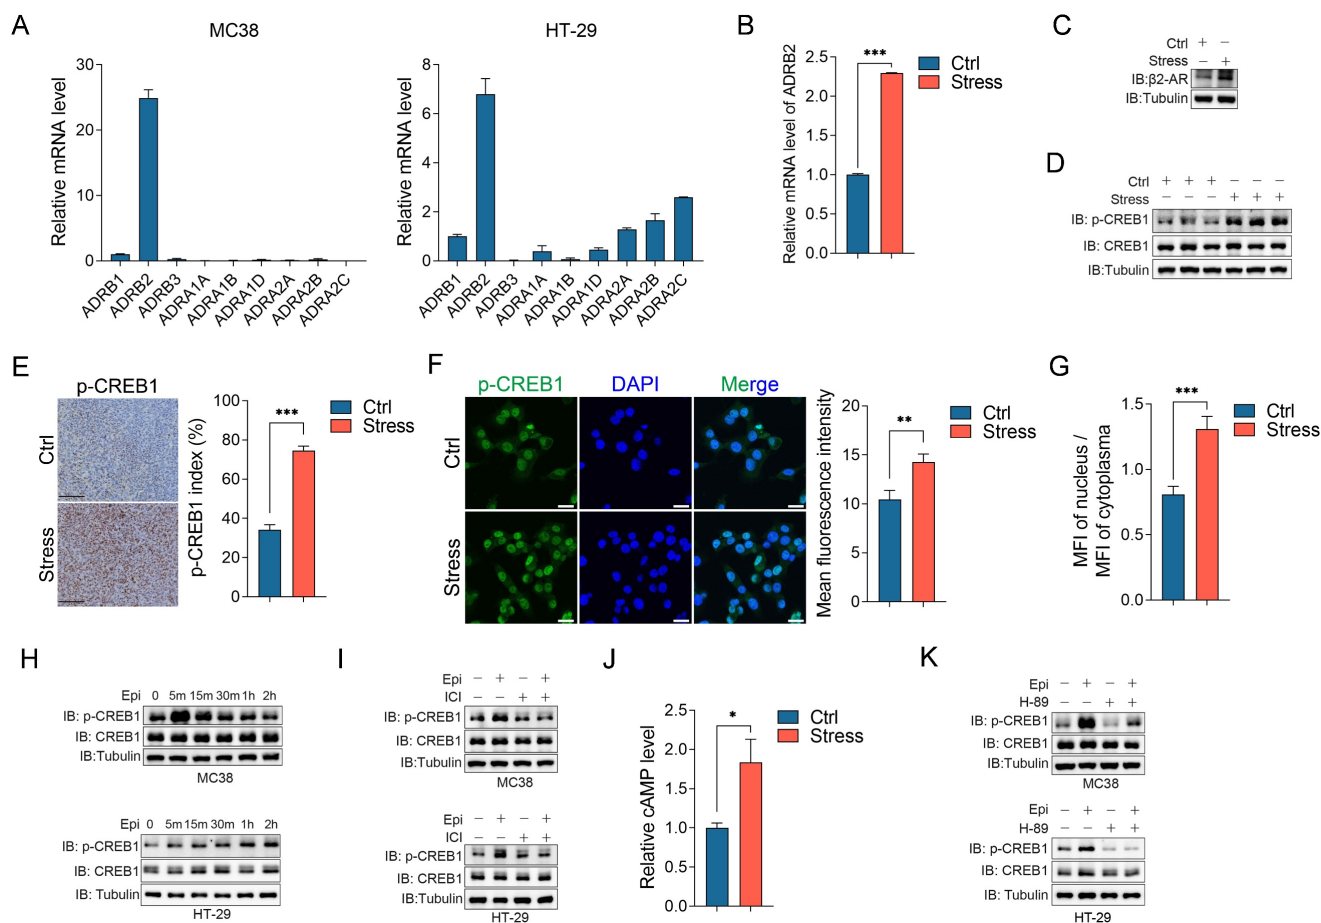 A
MC38
Relative mRNA level
30
20
10
0
ADRB1
ADRB2
ADRB3
ADRA1A
ADRA1B
ADRA1D
ADRA2A
ADRA2B
ADRA2C
HT-29
Relative mRNA level
8
6
4
2
0
ADRB1
ADRB2
ADRB3
ADRA1A
ADRA1B
ADRA1D
ADRA2A
ADRA2B
ADRA2C
B
Relative mRNA level of ADRB2
2.5
2.0
1.5
1.0
0.5
0.0
***
Ctrl
Stress
C
Ctrl + −
Stress − +
IB:β2-AR
IB:Tubulin
D
Ctrl + + + − − −
Stress − − − + + +
IB: p-CREB1
IB: CREB1
IB:Tubulin
E
p-CREB1
Ctrl
Stress
p-CREB1 index (%)
100
80
60
40
20
0
***
Ctrl
Stress
F
p-CREB1 DAPI Merge
Ctrl
Stress
Mean fluorescence intensity
20
15
10
5
0
**
Ctrl
Stress
G
MFI of nucleus /
MFI of cytoplasma
1.5
1.0
0.5
0.0
***
Ctrl
Stress
H
Epi 0 5m 15m 30m 1h 2h
IB: p-CREB1
IB: CREB1
IB:Tubulin
MC38
Epi 0 5m 15m 30m 1h 2h
IB: p-CREB1
IB: CREB1
IB: Tubulin
HT-29
I
Epi − + − +
ICI − − + +
IB: p-CREB1
IB: CREB1
IB:Tubulin
MC38
Epi − + − +
ICI − − + +
IB: p-CREB1
IB: CREB1
IB: Tubulin
HT-29
J
Relative cAMP level
2.5
2.0
1.5
1.0
0.5
0.0
*
Ctrl
Stress
K
Epi − + − +
H-89 − − + +
IB: p-CREB1
IB: CREB1
IB:Tubulin
MC38
Epi − + − +
H-89 − − + +
IB: p-CREB1
IB: CREB1
IB: Tubulin
HT-29